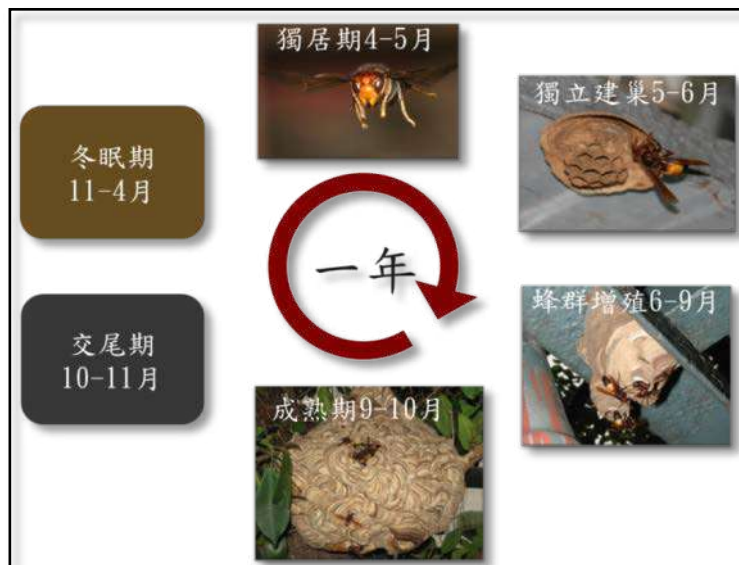 獨居期4-5月
獨立建巢5-6月
冬眠期
11-4月
一年
蜂群增殖6-9月
交尾期
10-11月
成熟期9-10月